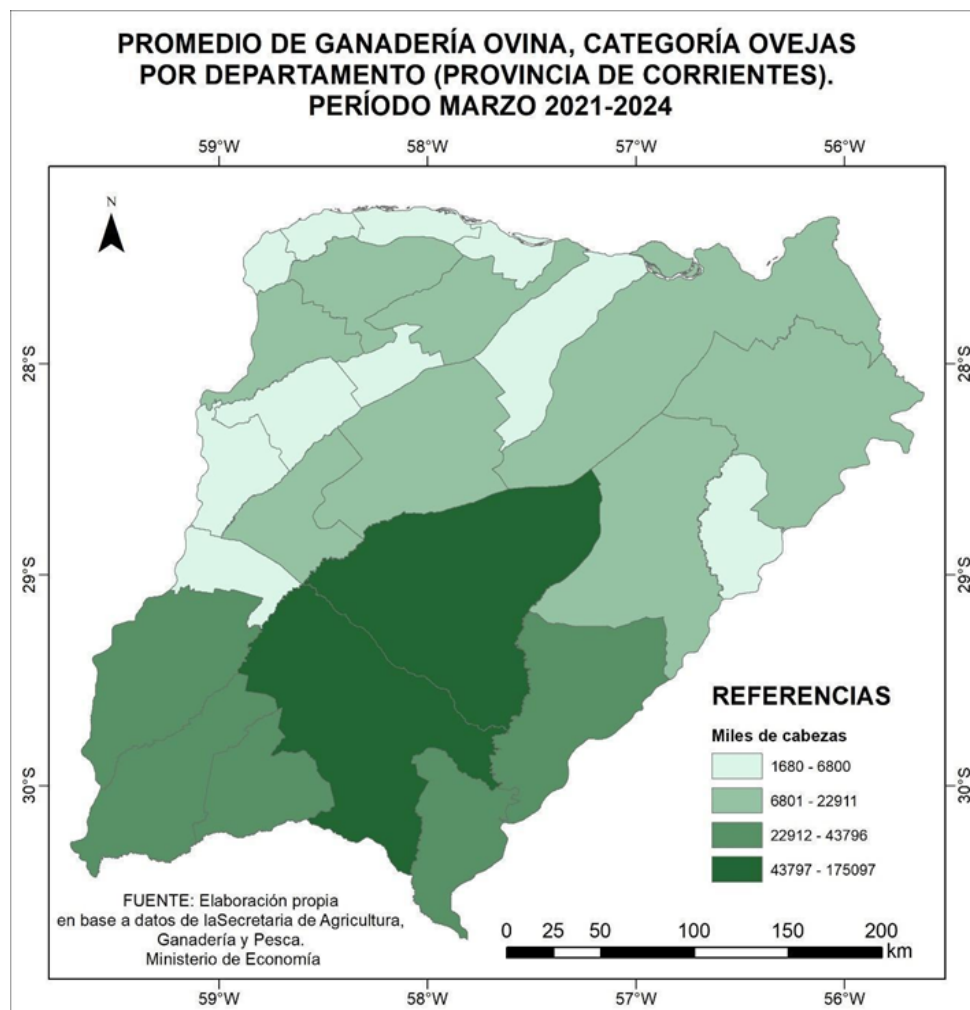 PROMEDIO DE GANADERÍA OVINA, CATEGORÍA OVEJAS
POR DEPARTAMENTO (PROVINCIA DE CORRIENTES).
PERÍODO MARZO 2021-2024
59°W 58°W 57°W 56°W
N
28°S 28°S
29°S 29°S
REFERENCIAS
Miles de cabezas
1680 - 6800
6801 - 22911
22912 - 43796
43797 - 175097
30°S 30°S
FUENTE: Elaboración propia
en base a datos de laSecretaria de Agricultura,
Ganadería y Pesca.
Ministerio de Economía
0 25 50 100 150 200
km
59°W 58°W 57°W 56°W